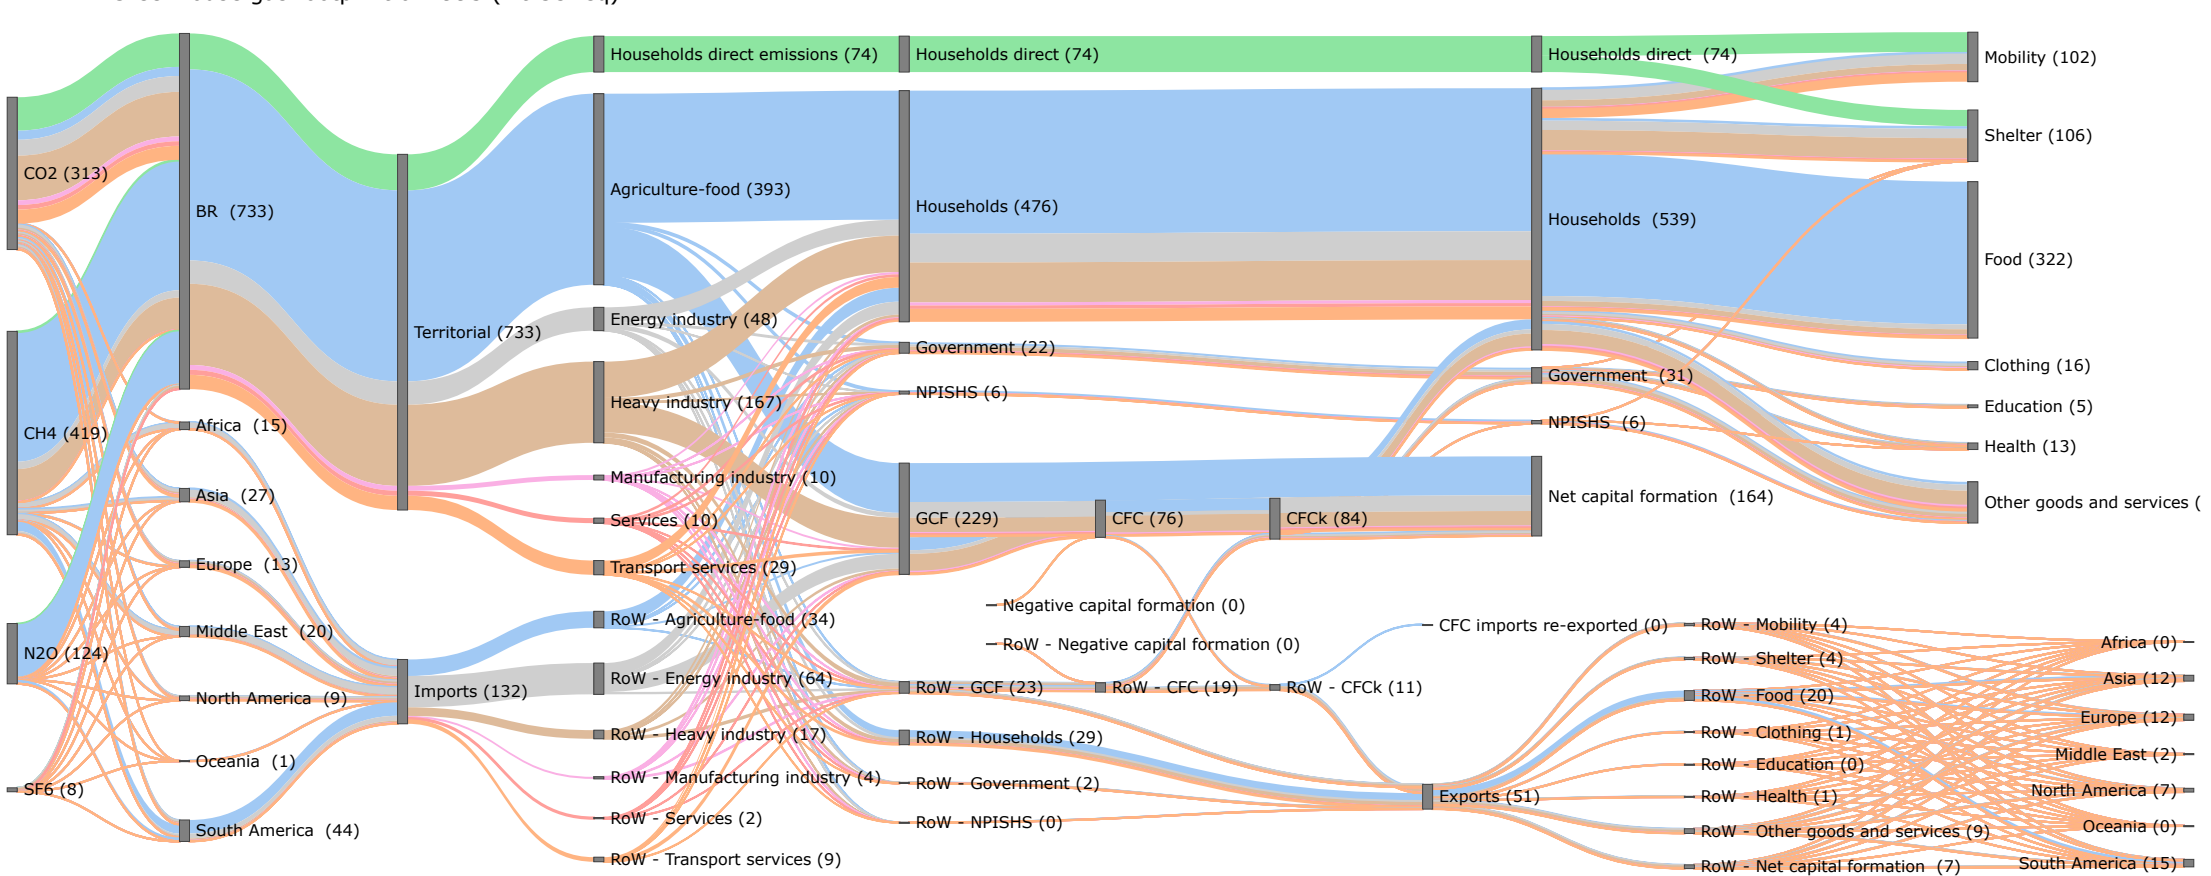 Households direct emissions (74)
Households direct (74)
Households direct (74)
Mobility (102)
Shelter (106)
CO2 (313)
BR (733)
Agriculture-food (393)
Households (476)
Households (539)
Food (322)
Territorial (733)
Energy industry (48)
Government (22)
Government (31)
Clothing (16)
Heavy industry (167)
NPISHS (6)
NPISHS (6)
Education (5)
CH4 (419)
Africa (15)
Health (13)
Manufacturing industry (10)
Asia (27)
Net capital formation (164)
Other goods and services (
Services (10)
GCF (229)
CFC (76)
CFCk (84)
Europe (13)
Transport services (29)
Negative capital formation (0)
RoW - Agriculture-food (34)
CFC imports re-exported (0)
RoW - Mobility (4)
Middle East (20)
RoW - Negative capital formation (0)
Africa (0)
N2O (124)
RoW - Shelter (4)
RoW - Energy industry (64)
Asia (12)
Imports (132)
RoW - GCF (23)
RoW - CFC (19)
RoW - CFCk (11)
RoW - Food (20)
North America (9)
Europe (12)
RoW - Heavy industry (17)
RoW - Households (29)
RoW - Clothing (1)
Middle East (2)
Oceania (1)
RoW - Education (0)
RoW - Manufacturing industry (4)
RoW - Government (2)
SF6 (8)
North America (7)
Exports (51)
RoW - Health (1)
RoW - Services (2)
RoW - NPISHS (0)
Oceania (0)
South America (44)
RoW - Other goods and services (9)
RoW - Transport services (9)
RoW - Net capital formation (7)
South America (15)